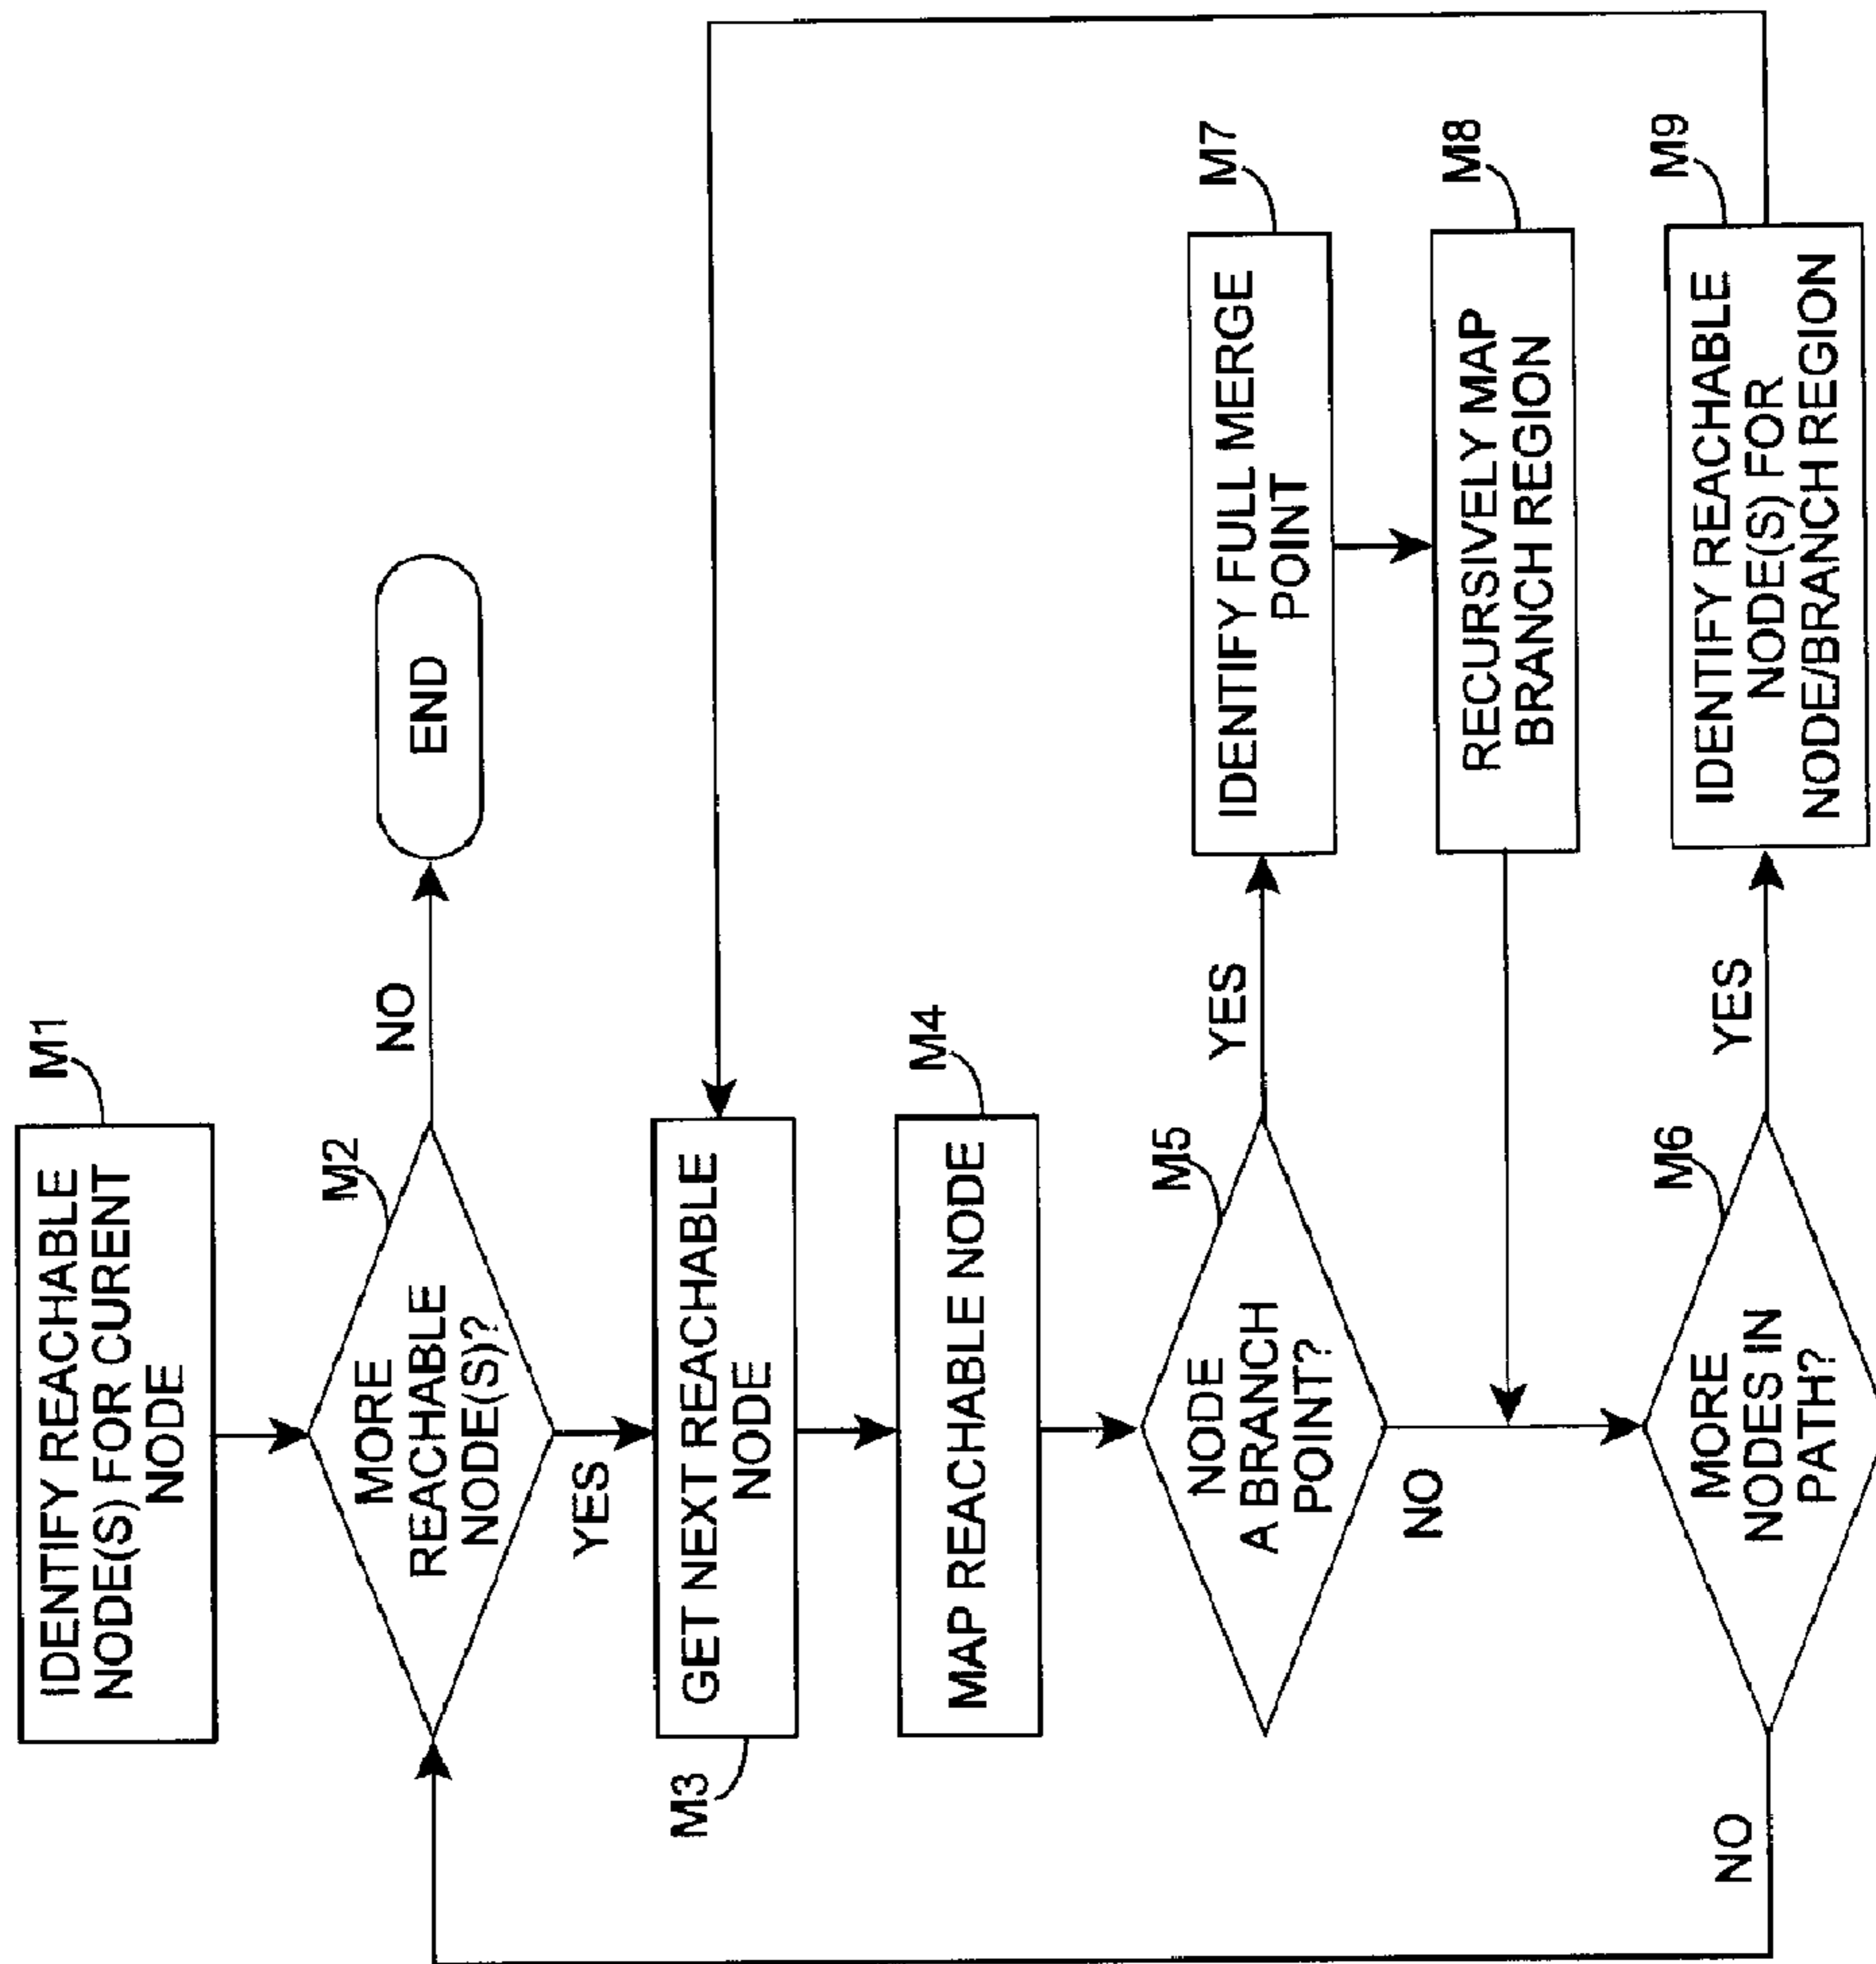 M1
IDENTIFY REACHABLE
NODE(S) FOR CURRENT
NODE
M2
MORE
REACHABLE
NODE(S)?
NO
END
YES
M3
GET NEXT REACHABLE
NODE
M4
MAP REACHABLE NODE
M5
NODE
A BRANCH
POINT?
YES
M7
IDENTIFY FULL MERGE
POINT
NO
M8
RECURSIVELY MAP
BRANCH REGION
M6
MORE
NODES IN
PATH?
NO
YES
M9
IDENTIFY REACHABLE
NODE(S) FOR
NODE/BRANCH REGION